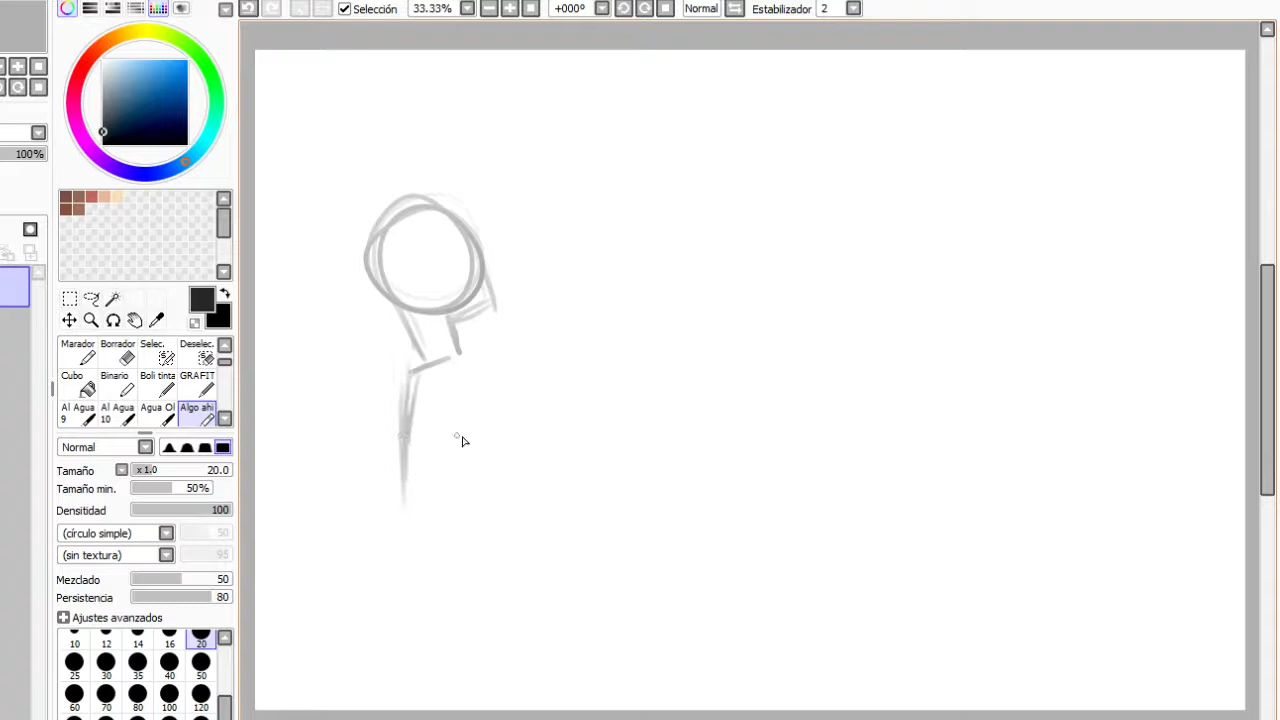 Selección 33.33% +000° Normal Estabilizador 2
100%
Marador Borrador Selec. Deselec.
Cubo Binario Boli tinta GRAFIT
Al Agua 9 Al Agua 10 Agua Ol Algo ahi
Normal
Tamaño x 1.0 20.0
Tamaño min. 50%
Densitidad 100
(círculo simple) 50
(sin textura) 95
Mezclado 50
Persistencia 80
Ajustes avanzados
10 12 14 16 20
25 30 35 40 50
60 70 80 100 120